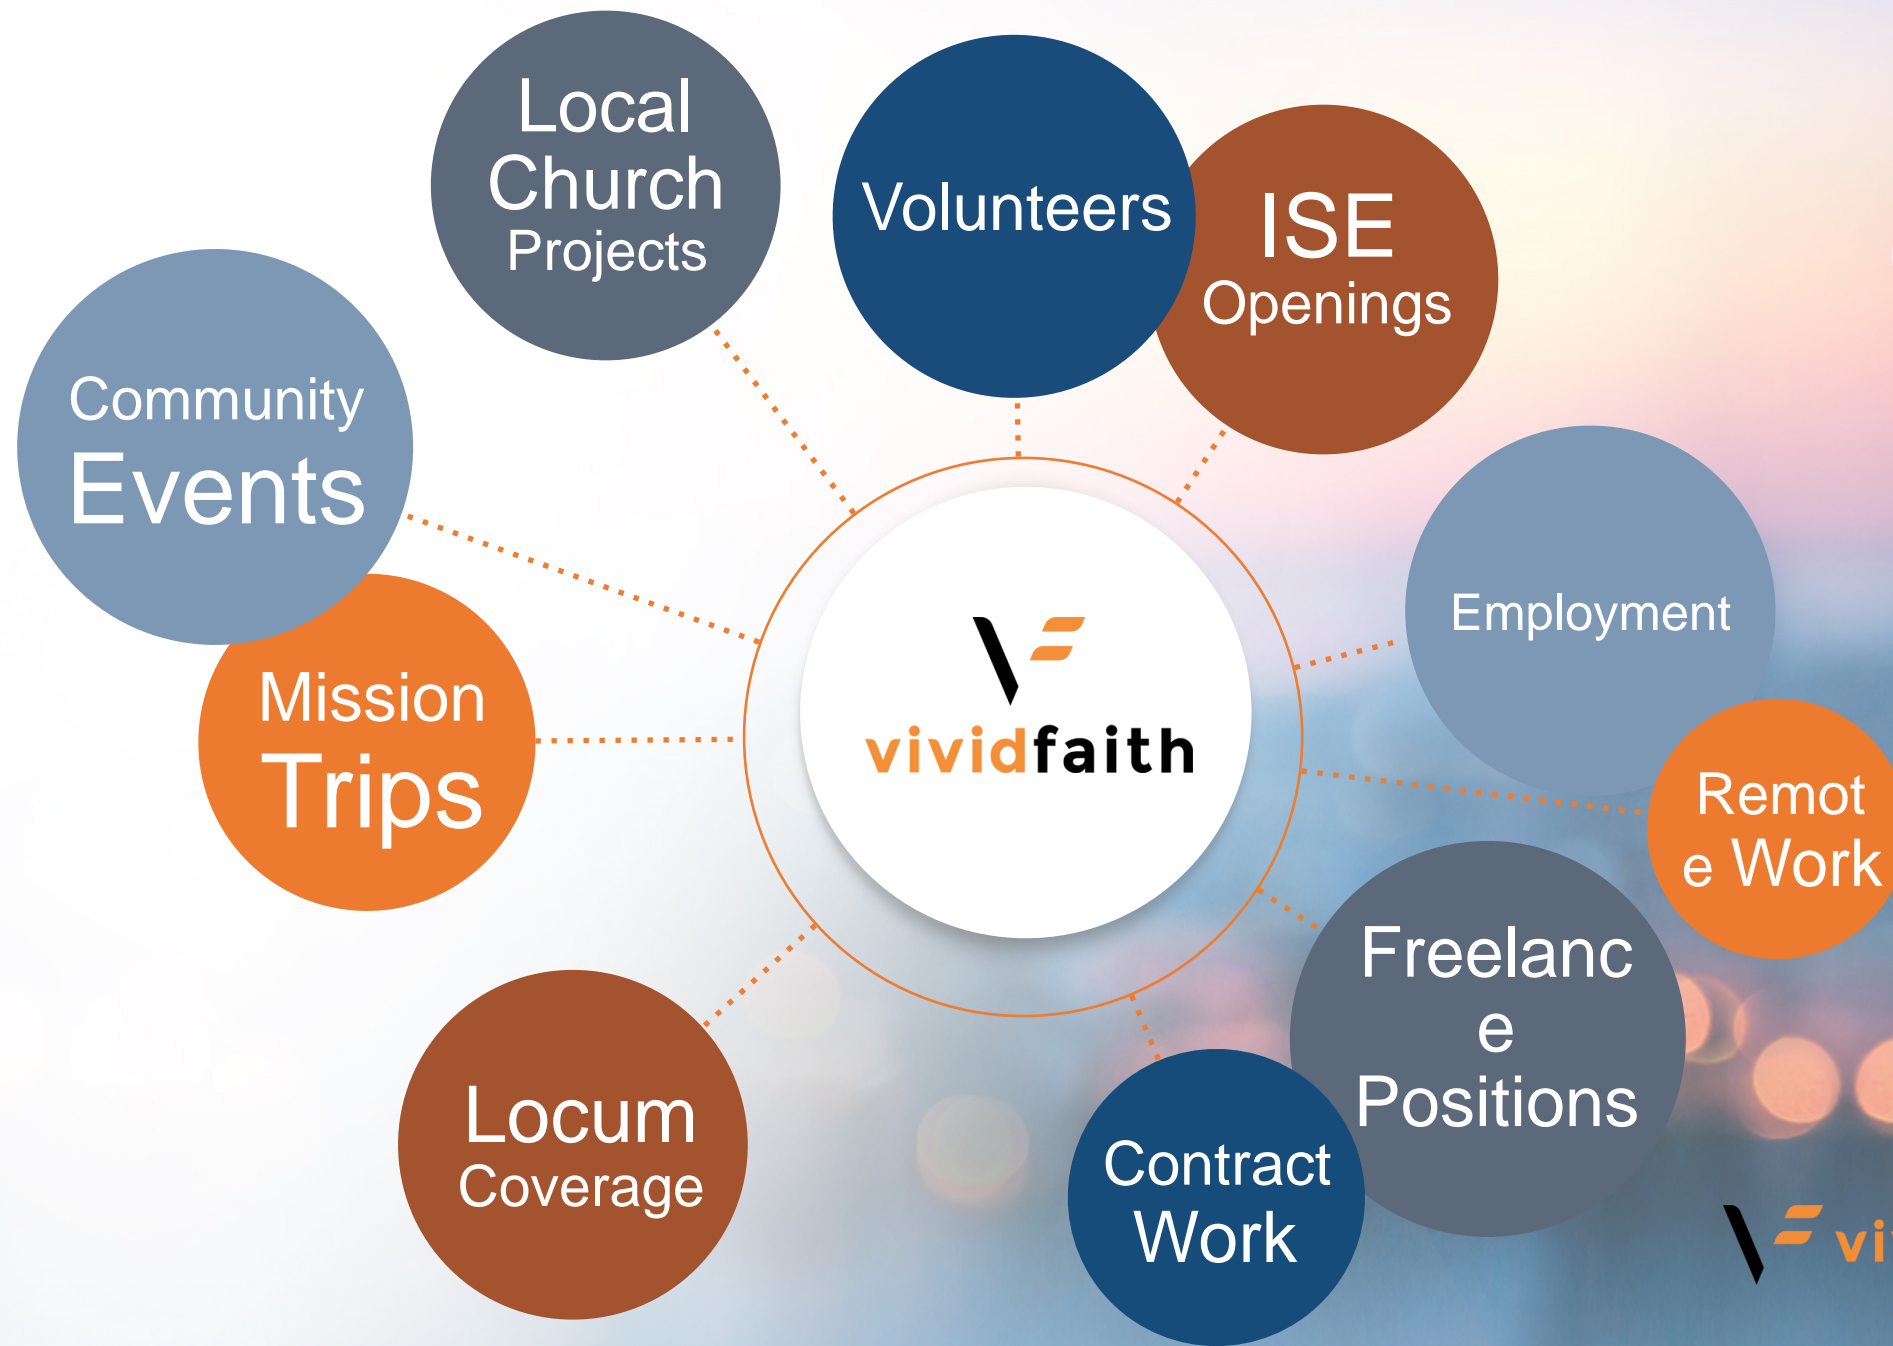 Local
Church
Projects
Volunteers
ISE
Openings
Community
Events
Employment
Mission
Trips
vividfaith
Remot
e Work
Freelanc
e
Positions
Locum
Coverage
Contract
Work
vi